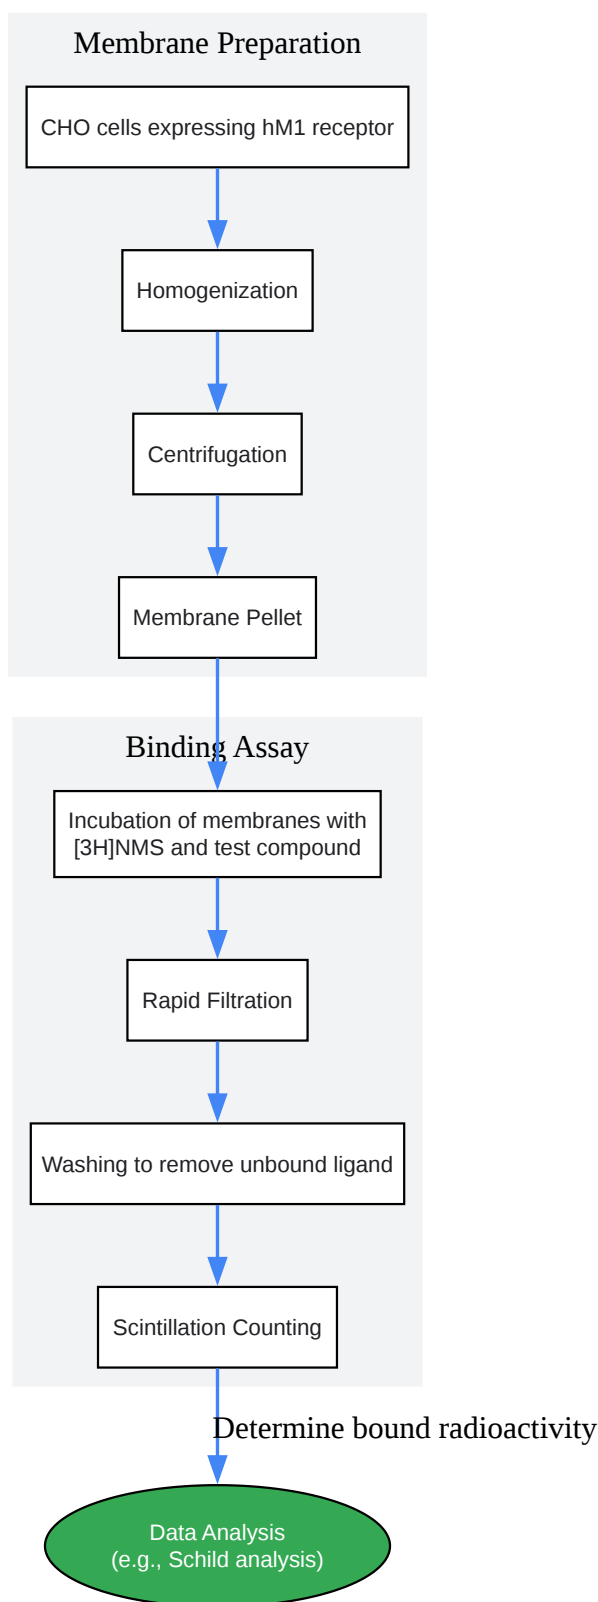 Membrane Preparation
CHO cells expressing hM1 receptor
Homogenization
Centrifugation
Membrane Pellet
Binding Assay
Incubation of membranes with
[3H]NMS and test compound
Rapid Filtration
Washing to remove unbound ligand
Scintillation Counting
Determine bound radioactivity
Data Analysis
(e.g., Schild analysis)